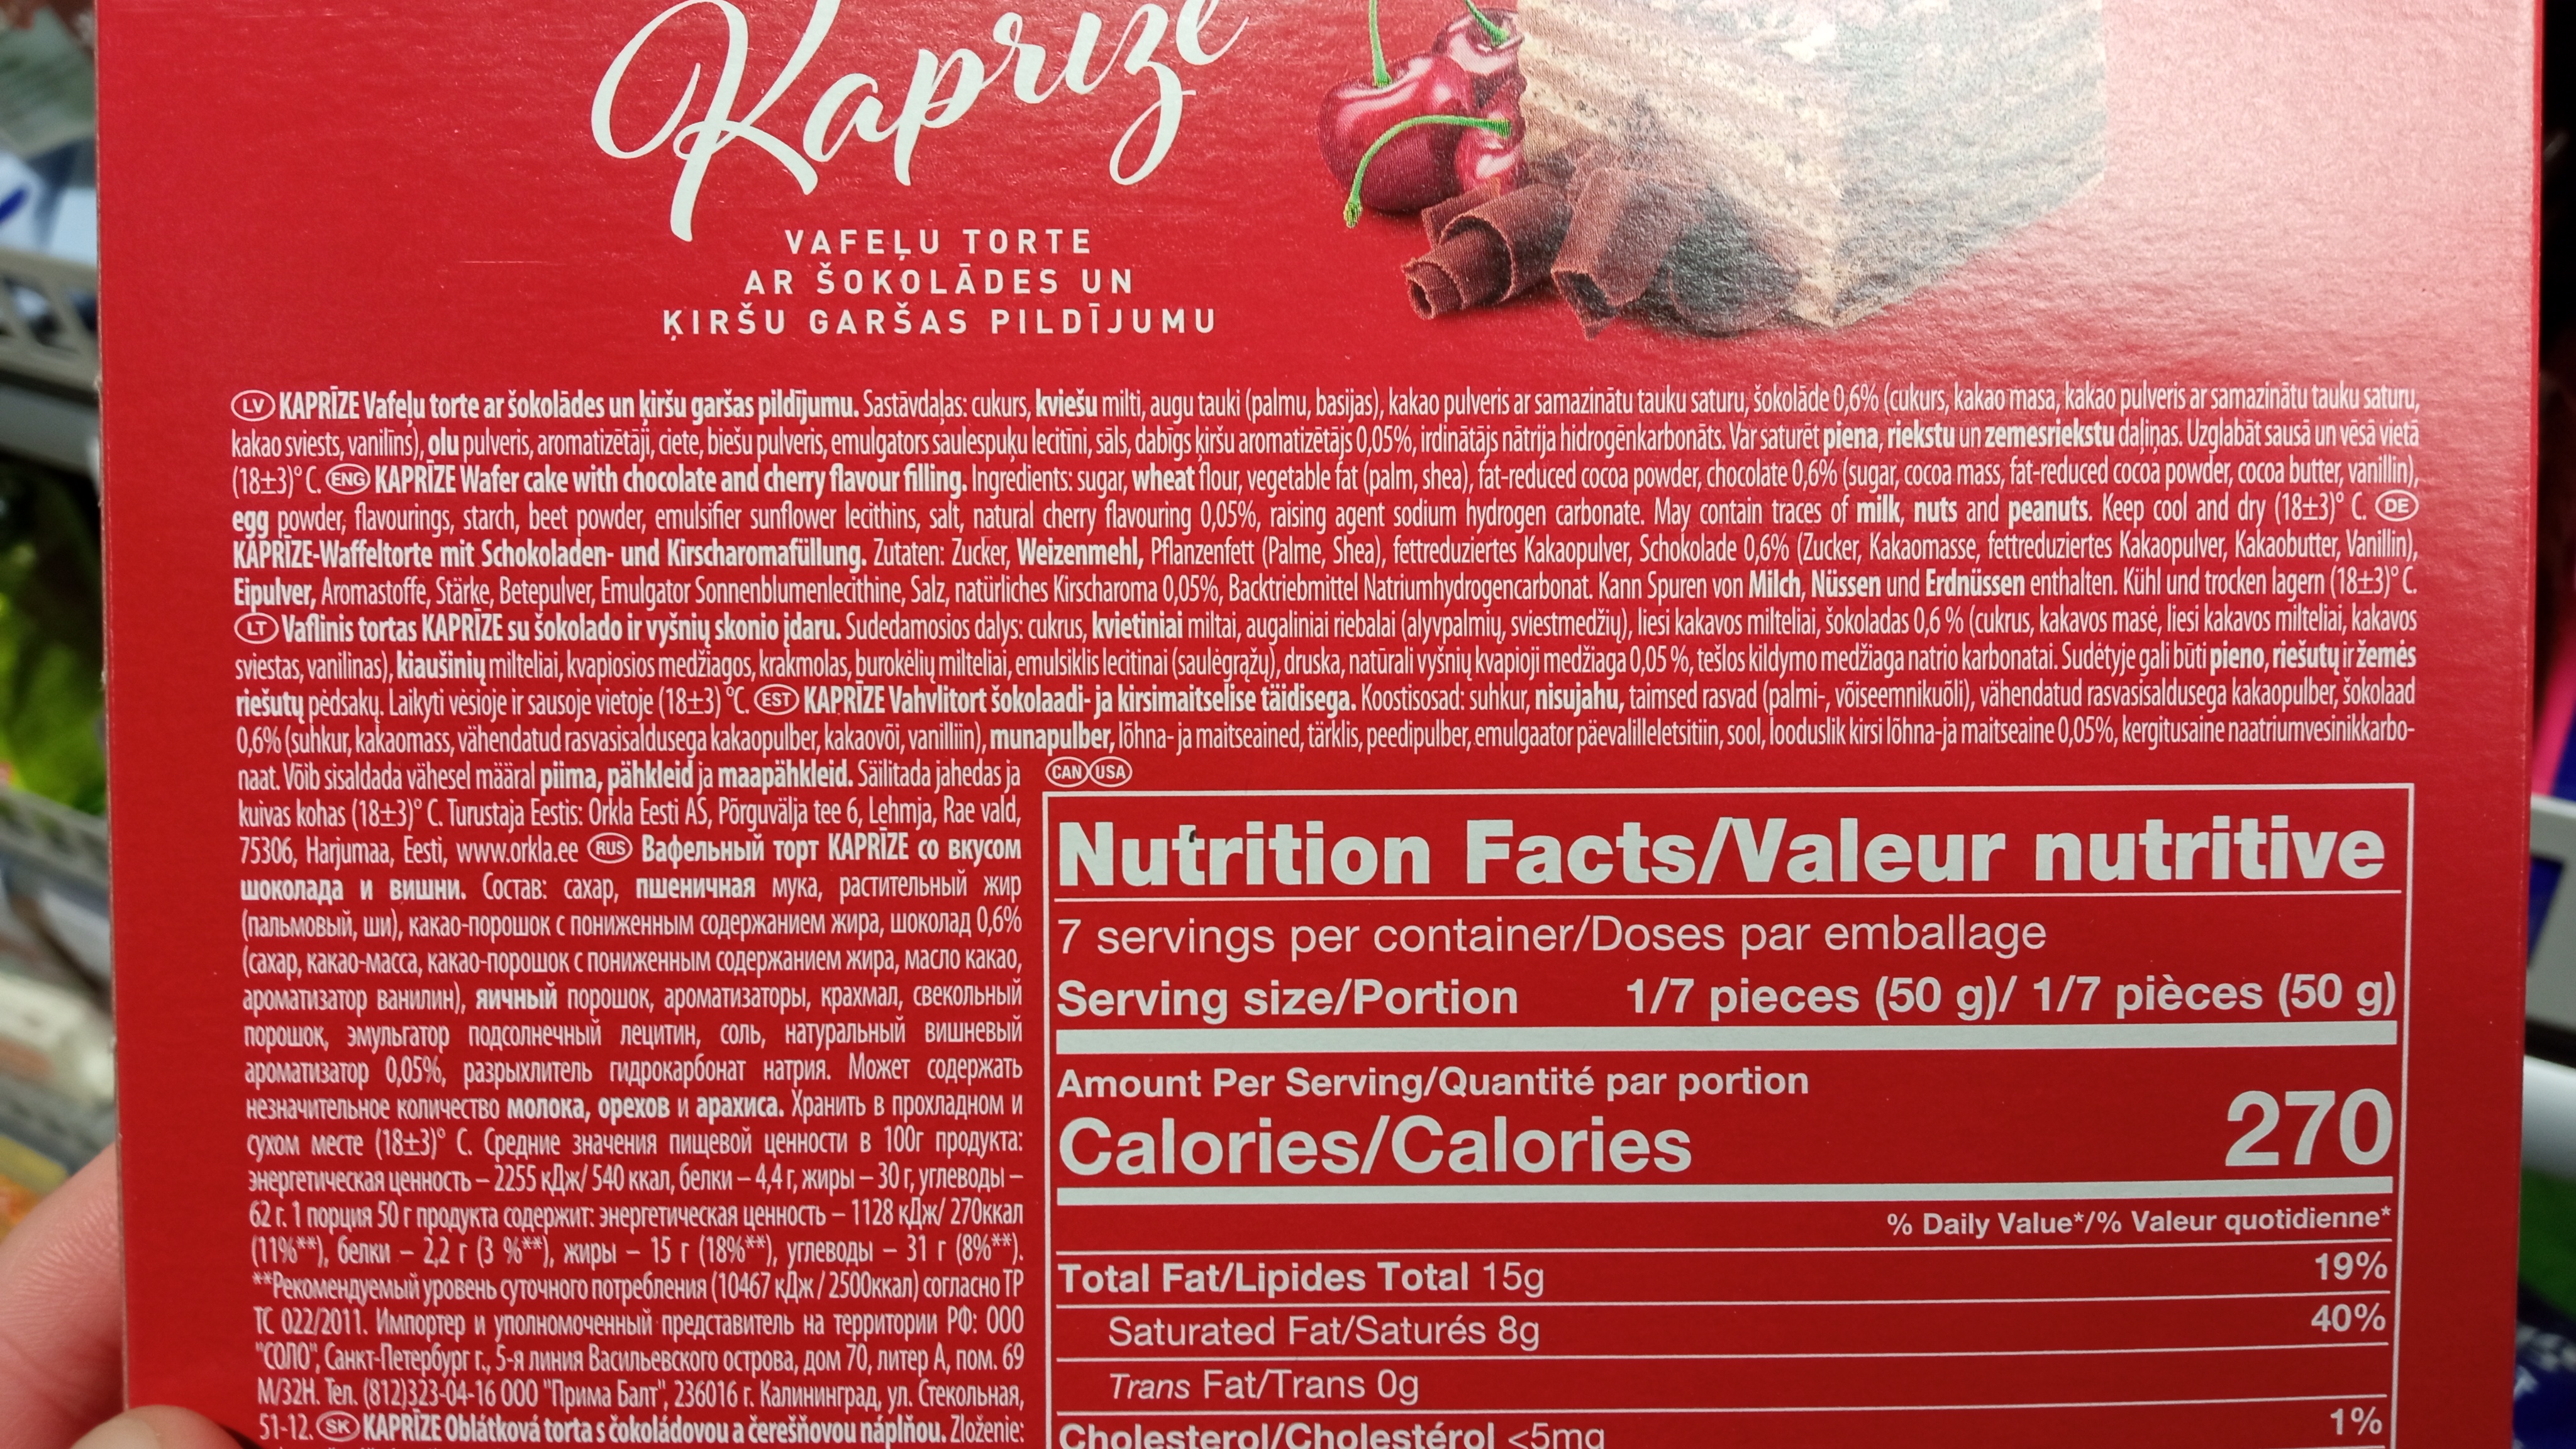 Kaprīze
VAFEĻU TORTE
AR ŠOKOLĀDES UN
ĶIRŠU GARŠAS PILDĪJUMU
LV KAPRĪZE Vafeļu torte ar šokolādes un ķiršu garšas pildījumu. Sastāvdaļas: cukurs, kviešu milti, augu tauki (palmu, basijas), kakao pulveris ar samazinātu tauku saturu, šokolāde 0,6% (cukurs, kakao masa, kakao pulveris ar samazinātu tauku saturu,
kakao sviests, vanilīns), olu pulveris, aromatizētāji, ciete, biešu pulveris, emulgators saulespuķu lecitīni, sāls, dabīgs ķiršu aromatizētājs 0,05%, irdinātājs nātrija hidrogēnkarbonāts. Var saturēt piena, riekstu un zemesriekstu daļiņas. Uzglabāt sausā un vēsā vietā
(18±3)° C. ENG KAPRĪZE Wafer cake with chocolate and cherry flavour filling. Ingredients: sugar, wheat flour, vegetable fat (palm, shea), fat-reduced cocoa powder, chocolate 0,6% (sugar, cocoa mass, fat-reduced cocoa powder, cocoa butter, vanillin),
egg powder, flavourings, starch, beet powder, emulsifier sunflower lecithins, salt, natural cherry flavouring 0,05%, raising agent sodium hydrogen carbonate. May contain traces of milk, nuts and peanuts. Keep cool and dry (18±3)° C. DE
KAPRĪZE-Waffeltorte mit Schokoladen- und Kirscharomafüllung. Zutaten: Zucker, Weizenmehl, Pflanzenfett (Palme, Shea), fettreduziertes Kakaopulver, Schokolade 0,6% (Zucker, Kakaomasse, fettreduziertes Kakaopulver, Kakaobutter, Vanillin),
Eipulver, Aromastoffe, Stärke, Betepulver, Emulgator Sonnenblumenlecithine, Salz, natürliches Kirscharoma 0,05%, Backtriebmittel Natriumhydrogencarbonat. Kann Spuren von Milch, Nüssen und Erdnüssen enthalten. Kühl und trocken lagern (18±3)° C.
LT Vaflinis tortas KAPRĪZE su šokolado ir vyšnių skonio įdaru. Sudedamosios dalys: cukrus, kvietiniai miltai, augaliniai riebalai (alyvpalmių, sviestmedžių), liesi kakavos milteliai, šokoladas 0,6 % (cukrus, kakavos masė, liesi kakavos milteliai, kakavos
sviestas, vanilinas), kiaušinių milteliai, kvapiosios medžiagos, krakmolas, burokėlių milteliai, emulsiklis lecitinai (saulėgrąžų), druska, natūrali vyšnių kvapioji medžiaga 0,05 %, tešlos kildymo medžiaga natrio karbonatai. Sudėtyje gali būti pieno, riešutų ir žemės
riešutų pėdsakų. Laikyti vėsioje ir sausoje vietoje (18±3) °C. EST KAPRĪZE Vahvlitort šokolaadi- ja kirsimaitselise täidisega. Koostisosad: suhkur, nisujahu, taimsed rasvad (palmi-, võiseemnikuõli), vähendatud rasvasisaldusega kakaopulber, šokolaad
0,6% (suhkur, kakaomass, vähendatud rasvasisaldusega kakaopulber, kakaovõi, vanilliin), munapulber, lõhna- ja maitseained, tärklis, peedipulber, emulgaator päevalilleletsitiin, sool, looduslik kirsi lõhna-ja maitseaine 0,05%, kergitusaine naatriumvesinikkarbo-
naat. Võib sisaldada vähesel määral piima, pähkleid ja maapähkleid. Säilitada jahedas ja
kuivas kohas (18±3)° C. Turustaja Eestis: Orkla Eesti AS, Põrguvälja tee 6, Lehmja, Rae vald,
75306, Harjumaa, Eesti, www.orkla.ee RUS Вафельный торт KAPRĪZE со вкусом
шоколада и вишни. Состав: сахар, пшеничная мука, растительный жир
(пальмовый, ши), какао-порошок с пониженным содержанием жира, шоколад 0,6%
(сахар, какао-масса, какао-порошок с пониженным содержанием жира, масло какао,
ароматизатор ванилин), яичный порошок, ароматизаторы, крахмал, свекольный
порошок, эмульгатор подсолнечный лецитин, соль, натуральный вишневый
ароматизатор 0,05%, разрыхлитель гидрокарбонат натрия. Может содержать
незначительное количество молока, орехов и арахиса. Хранить в прохладном и
сухом месте (18±3)° C. Средние значения пищевой ценности в 100г продукта:
энергетическая ценность – 2255 кДж/ 540 ккал, белки – 4,4 г, жиры – 30 г, углеводы –
62 г. 1 порция 50 г продукта содержит: энергетическая ценность – 1128 кДж/ 270ккал
(11%**), белки – 2,2 г (3 %**), жиры – 15 г (18%**), углеводы – 31 г (8%**).
**Рекомендуемый уровень суточного потребления (10467 кДж / 2500ккал) согласно ТР
ТС 022/2011. Импортер и уполномоченный представитель на территории РФ: ООО
"СОЛО", Санкт-Петербург г., 5-я линия Васильевского острова, дом 70, литер А, пом. 69
М/32Н. Тел. (812)323-04-16 ООО "Прима Балт", 236016 г. Калининград, ул. Стекольная,
51-12. SK KAPRĪZE Oblátková torta s čokoládovou a čerešňovou náplňou. Zloženie:
CAN USA
Nutrition Facts/Valeur nutritive
7 servings per container/Doses par emballage
Serving size/Portion 1/7 pieces (50 g)/ 1/7 pièces (50 g)
Amount Per Serving/Quantité par portion
Calories/Calories 270
% Daily Value*/% Valeur quotidienne*
Total Fat/Lipides Total 15g 19%
Saturated Fat/Saturés 8g 40%
Trans Fat/Trans 0g
Cholesterol/Cholestérol <5mg 1%